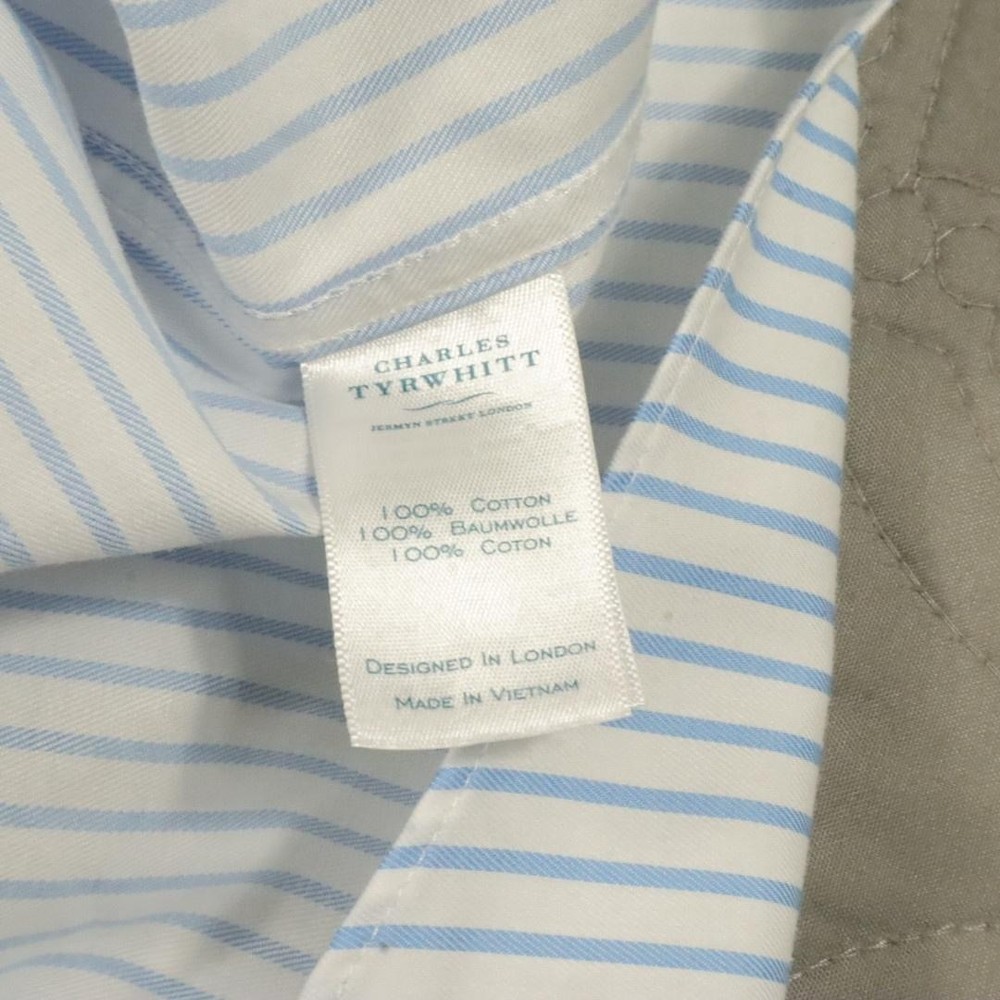 CHARLES
TYRWHITT
JERMYN STREET LONDON
100% COTTON
100% BAUMWOLLE
100% COTON
DESIGNED IN LONDON
MADE IN VIETNAM